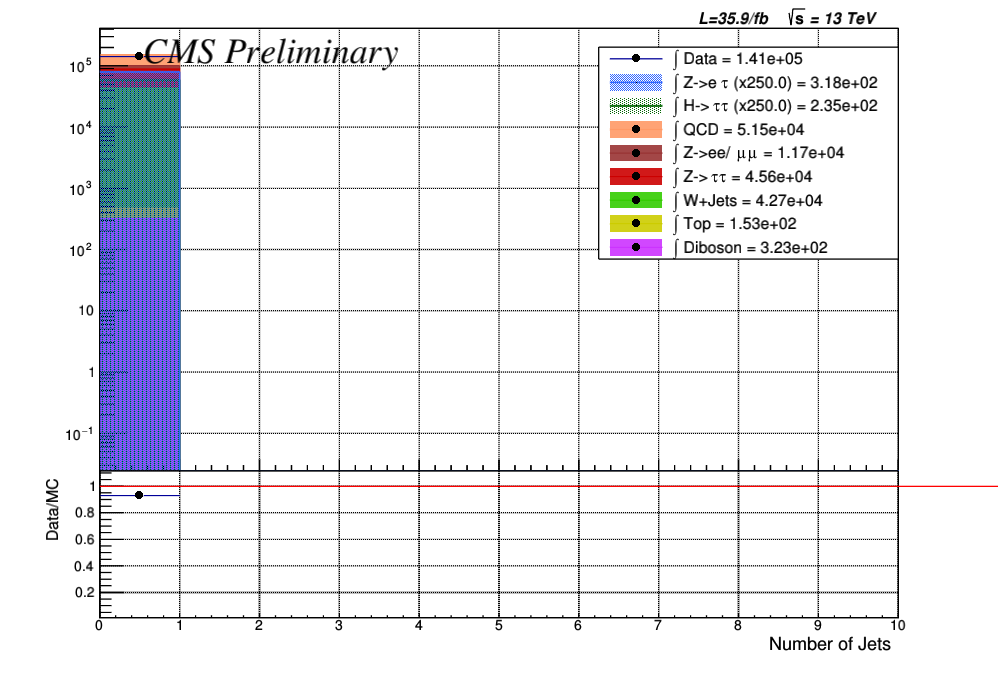 L=35.9/fb √s = 13 TeV
CMS Preliminary
∫ Data = 1.41e+05
∫ Z->e τ (x250.0) = 3.18e+02
∫ H-> ττ (x250.0) = 2.35e+02
∫ QCD = 5.15e+04
∫ Z->ee/ μμ = 1.17e+04
∫ Z-> ττ = 4.56e+04
∫ W+Jets = 4.27e+04
∫ Top = 1.53e+02
∫ Diboson = 3.23e+02
10⁵
10⁴
10³
10²
10
1
10⁻¹
Data/MC
1
0.8
0.6
0.4
0.2
0 1 2 3 4 5 6 7 8 9 10
Number of Jets